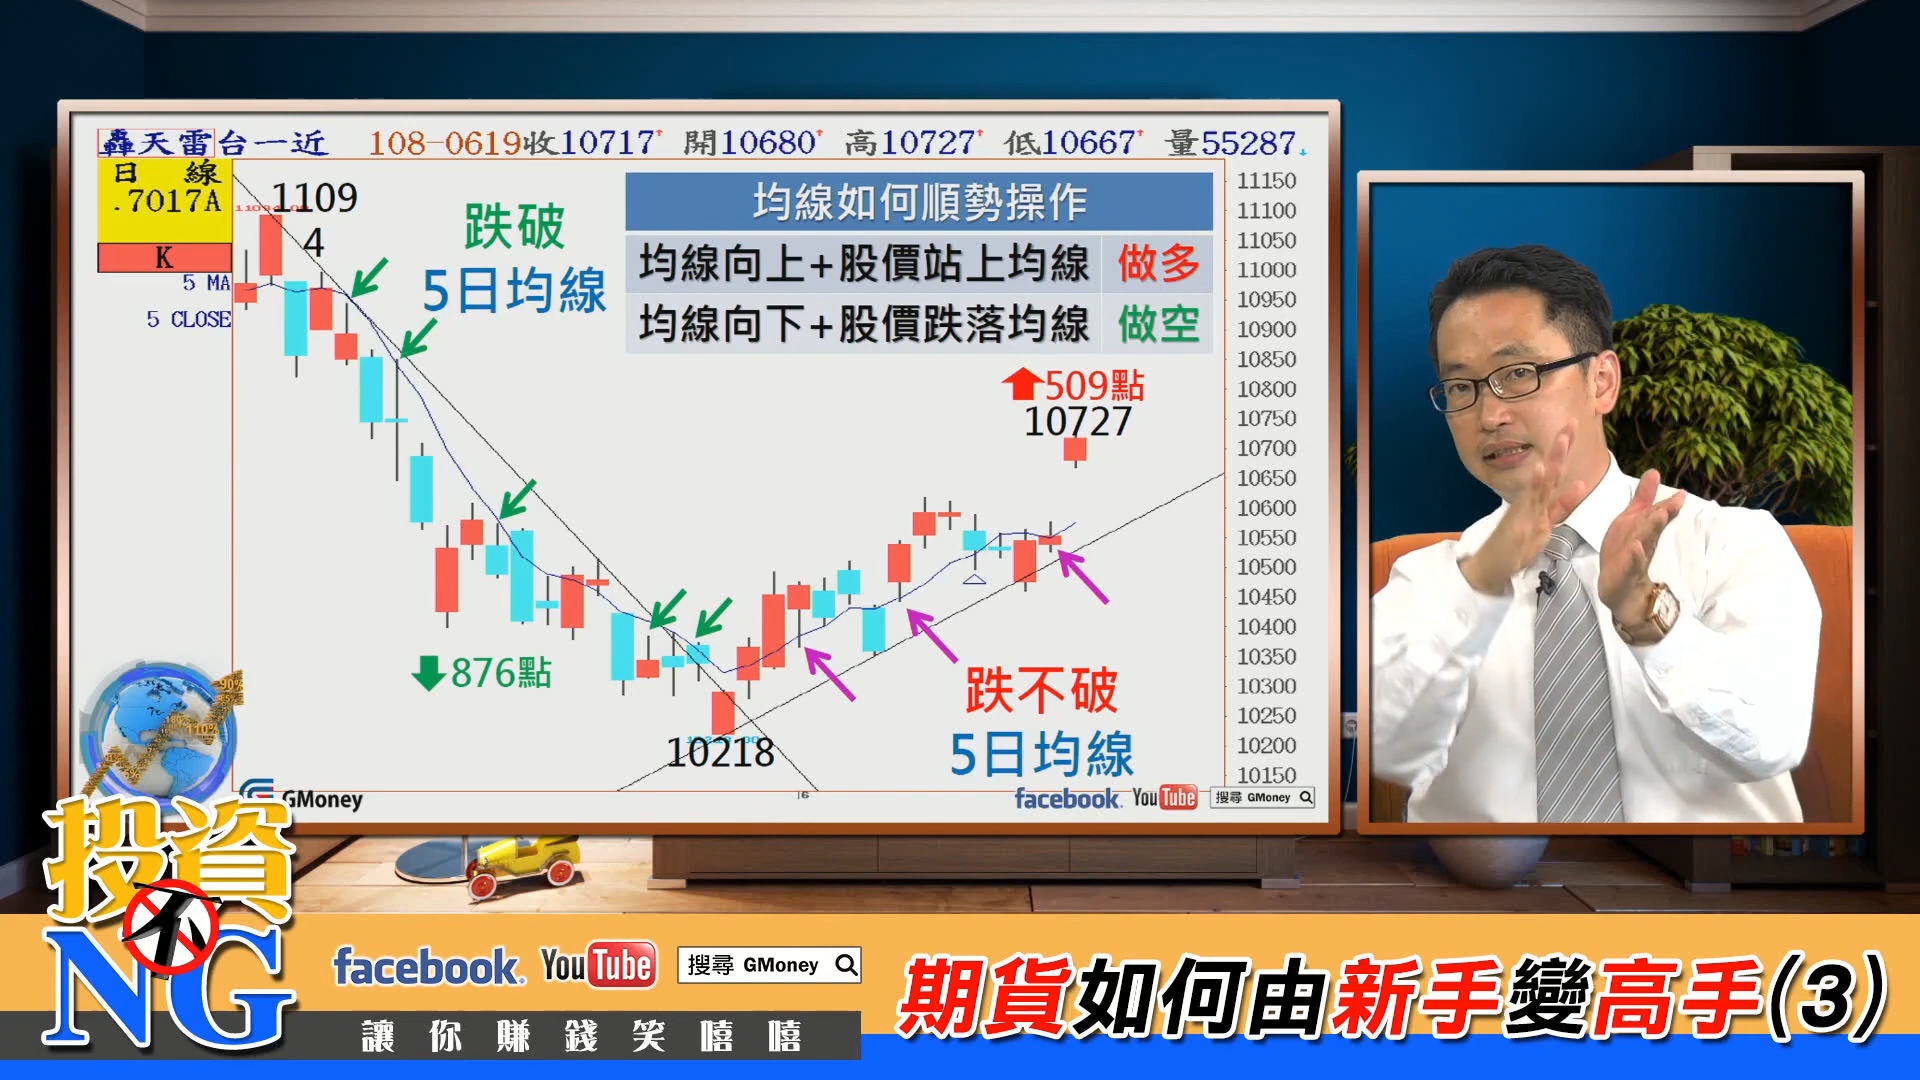 轟天雷台一近 108-0619收10717 開10680 高10727 低10667 量55287
日 線
.7017A
K
5 MA
5 CLOSE
11094
跌破
5日均線
均線如何順勢操作
均線向上+股價站上均線 做多
均線向下+股價跌落均線 做空
509點
10727
876點
10218
跌不破
5日均線
11150
11100
11050
11000
10950
10900
10850
10800
10750
10700
10650
10600
10550
10500
10450
10400
10350
10300
10250
10200
10150
6
GMoney
facebook. YouTube 搜尋 GMoney
投資不NG
facebook. YouTube 搜尋 GMoney
讓你賺錢笑嘻嘻
期貨如何由新手變高手(3)